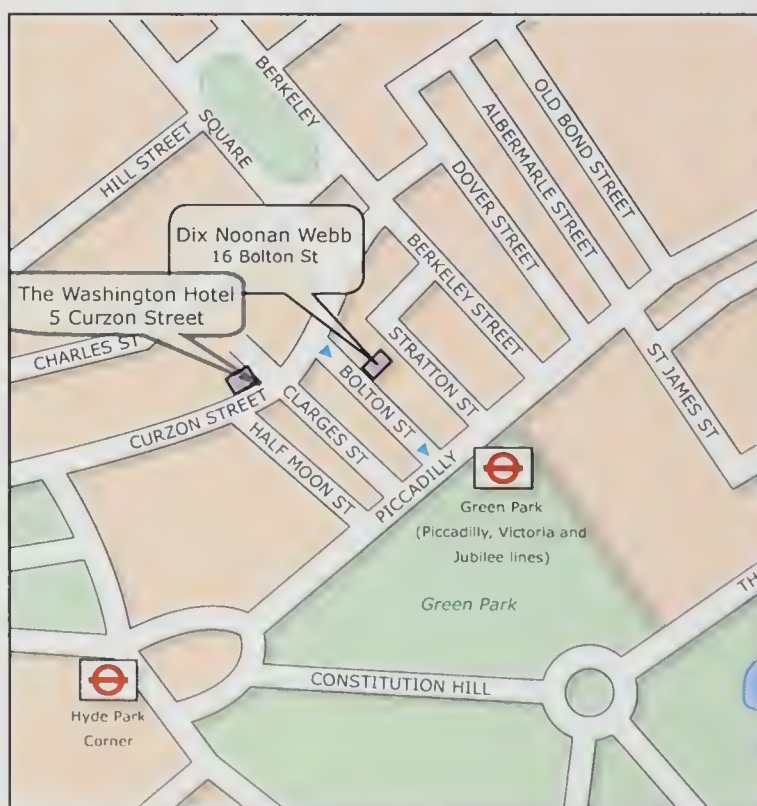 BERKELEY
SQUARE
HILL STREET
OLD BOND STREET
ALBERMARLE STREET
DOVER STREET
Dix Noonan Webb
16 Bolton St
BERKELEY STREET
The Washington Hotel
5 Curzon Street
CHARLES ST
STRATTON ST
BOLTON ST
ST JAMES ST
CURZON STREET
CLARGES ST
HALF MOON ST
PICCADILLY
Green Park
(Piccadilly, Victoria and
Jubilee lines)
Green Park
TH
CONSTITUTION HILL
Hyde Park
Corner